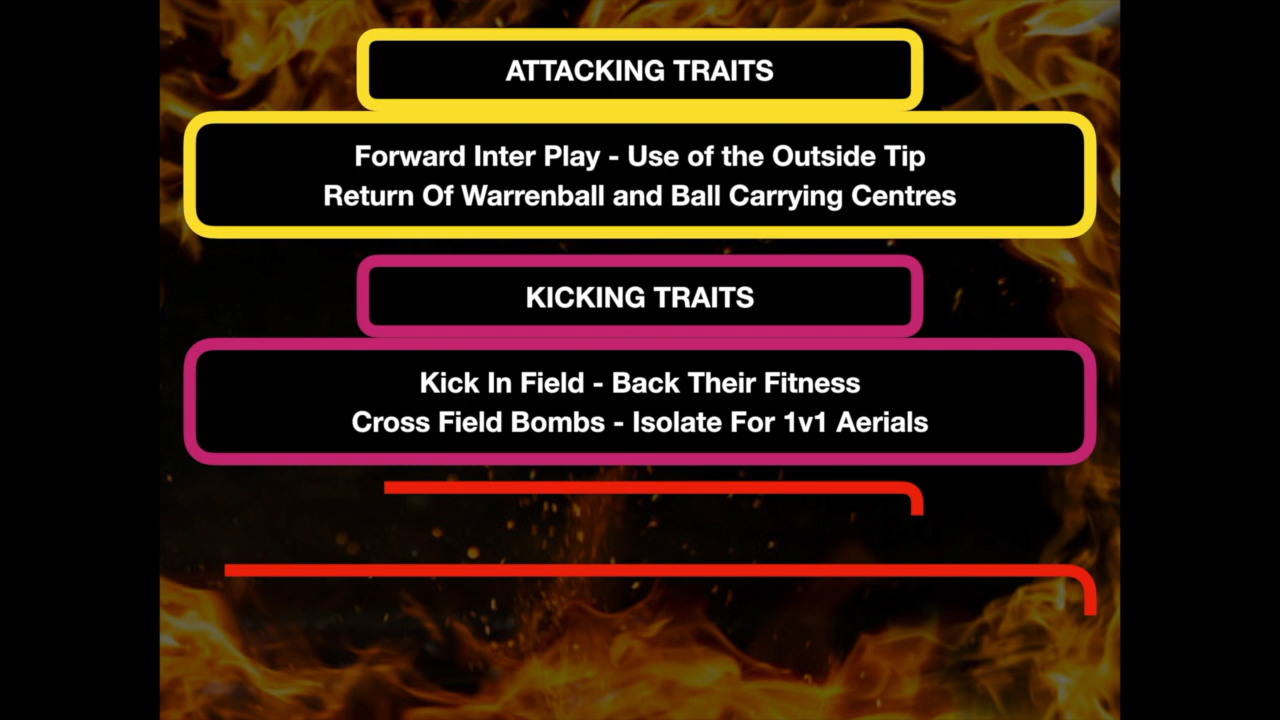 ATTACKING TRAITS
Forward Inter Play - Use of the Outside Tip
Return Of Warrenball and Ball Carrying Centres
KICKING TRAITS
Kick In Field - Back Their Fitness
Cross Field Bombs - Isolate For 1v1 Aerials